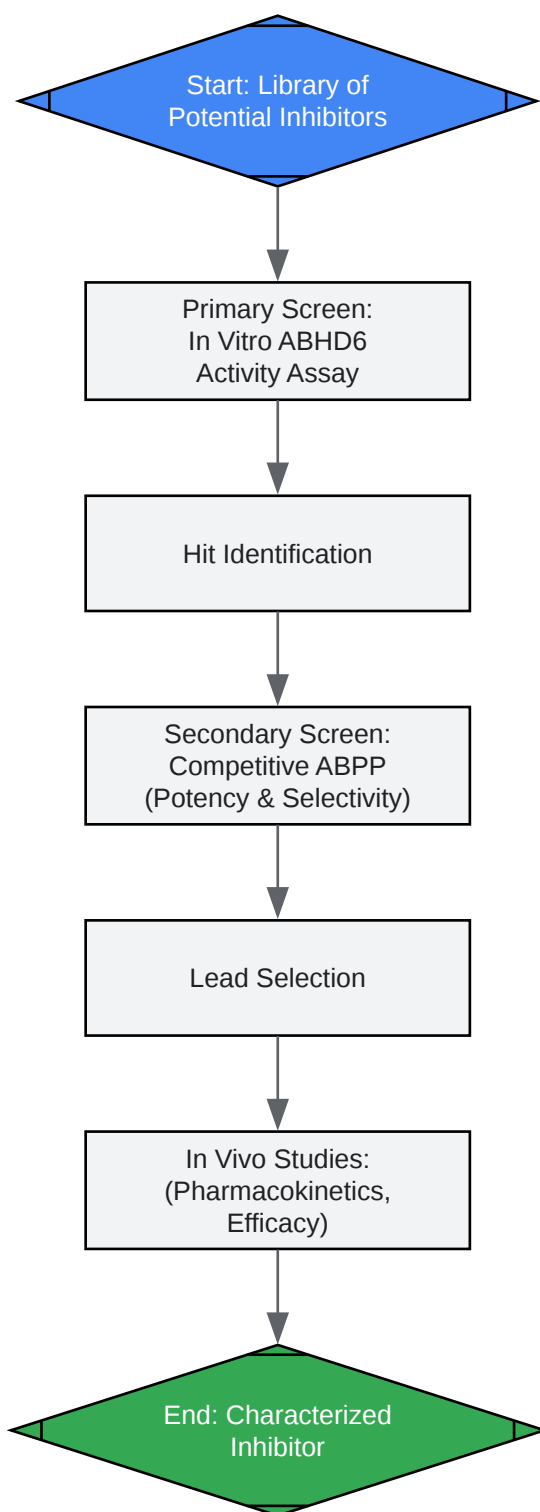 Start: Library of
Potential Inhibitors
Primary Screen:
In Vitro ABHD6
Activity Assay
Hit Identification
Secondary Screen:
Competitive ABPP
(Potency & Selectivity)
Lead Selection
In Vivo Studies:
(Pharmacokinetics,
Efficacy)
End: Characterized
Inhibitor